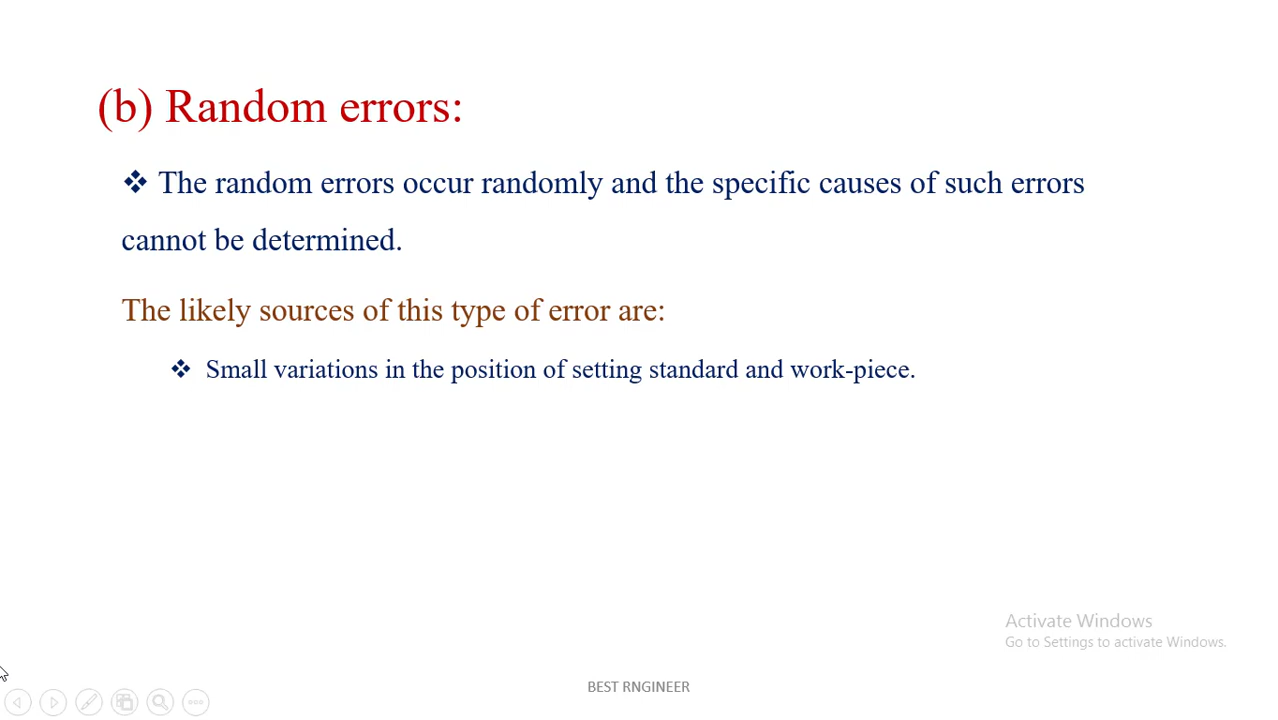 (b) Random errors:
❖ The random errors occur randomly and the specific causes of such errors
cannot be determined.
The likely sources of this type of error are:
❖ Small variations in the position of setting standard and work-piece.
Activate Windows
Go to Settings to activate Windows.
BEST RNGINEER